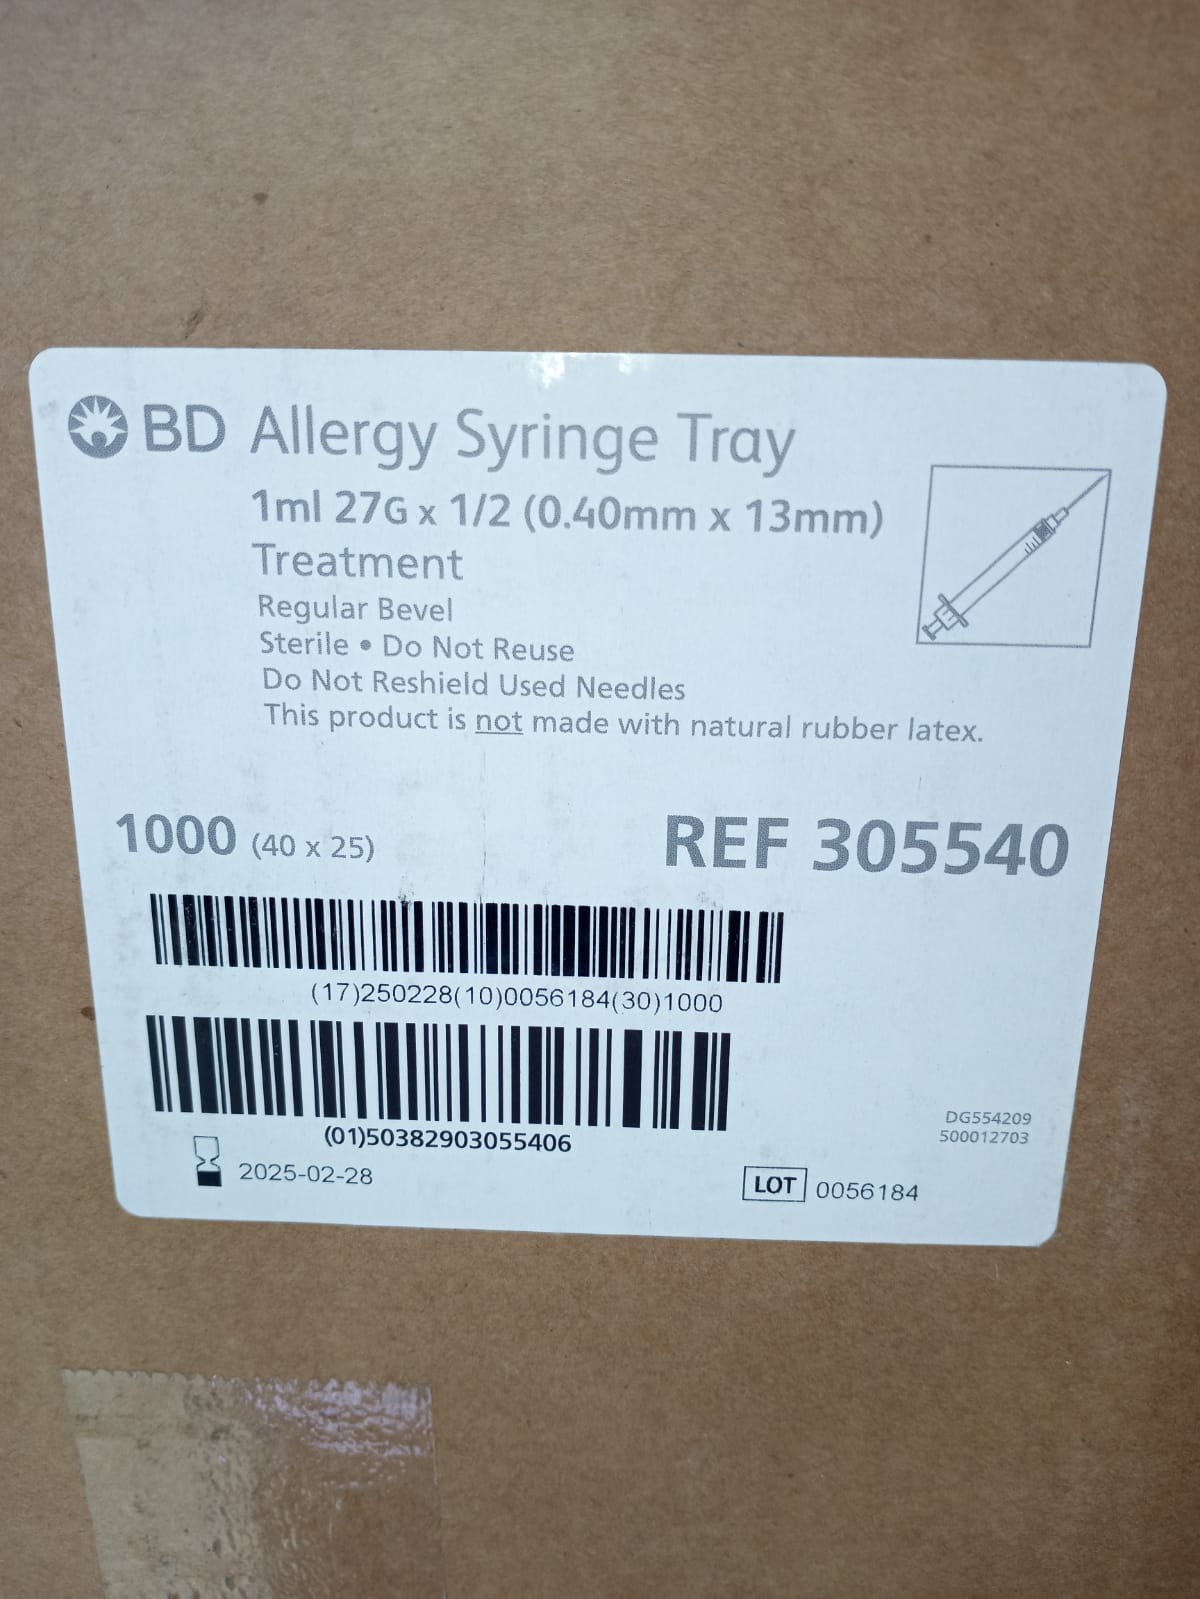 BD Allergy Syringe Tray
1ml 27G x 1/2 (0.40mm x 13mm)
Treatment
Regular Bevel
Sterile • Do Not Reuse
Do Not Reshield Used Needles
This product is not made with natural rubber latex.
1000 (40 x 25)
REF 305540
(17)250228(10)0056184(30)1000
(01)50382903055406
DG554209
500012703
2025-02-28
LOT 0056184